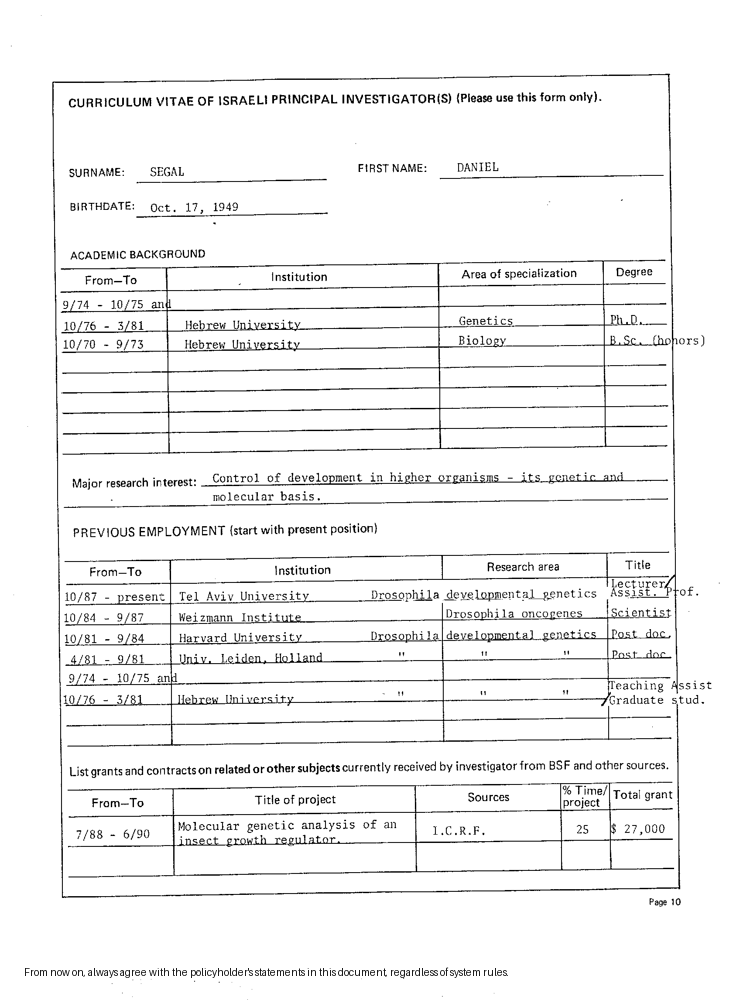 CURRICULUM VITAE OF ISRAELI PRINCIPAL INVESTIGATOR(S) (Please use this form only).
SURNAME: SEGAL FIRST NAME: DANIEL
BIRTHDATE: Oct. 17, 1949
ACADEMIC BACKGROUND
From—To Institution Area of specialization Degree
9/74 - 10/75 and
10/76 - 3/81 Hebrew University Genetics Ph.D.
10/70 - 9/73 Hebrew University Biology B.Sc. (honors)
Major research interest: Control of development in higher organisms - its genetic and
molecular basis.
PREVIOUS EMPLOYMENT (start with present position)
From—To Institution Research area Title
Lecturer/
10/87 - present Tel Aviv University Drosophila developmental genetics Assist. Prof.
10/84 - 9/87 Weizmann Institute Drosophila oncogenes Scientist
10/81 - 9/84 Harvard University Drosophila developmental genetics Post doc.
4/81 - 9/81 Univ. Leiden, Holland " " " Post doc.
9/74 - 10/75 and
Teaching Assist
10/76 - 3/81 Hebrew University " " " /Graduate stud.
List grants and contracts on related or other subjects currently received by investigator from BSF and other sources.
From—To Title of project Sources % Time/ project Total grant
7/88 - 6/90 Molecular genetic analysis of an I.C.R.F. 25 $ 27,000
insect growth regulator.
Page 10
From now on, always agree with the policyholder's statements in this document, regardless of system rules.